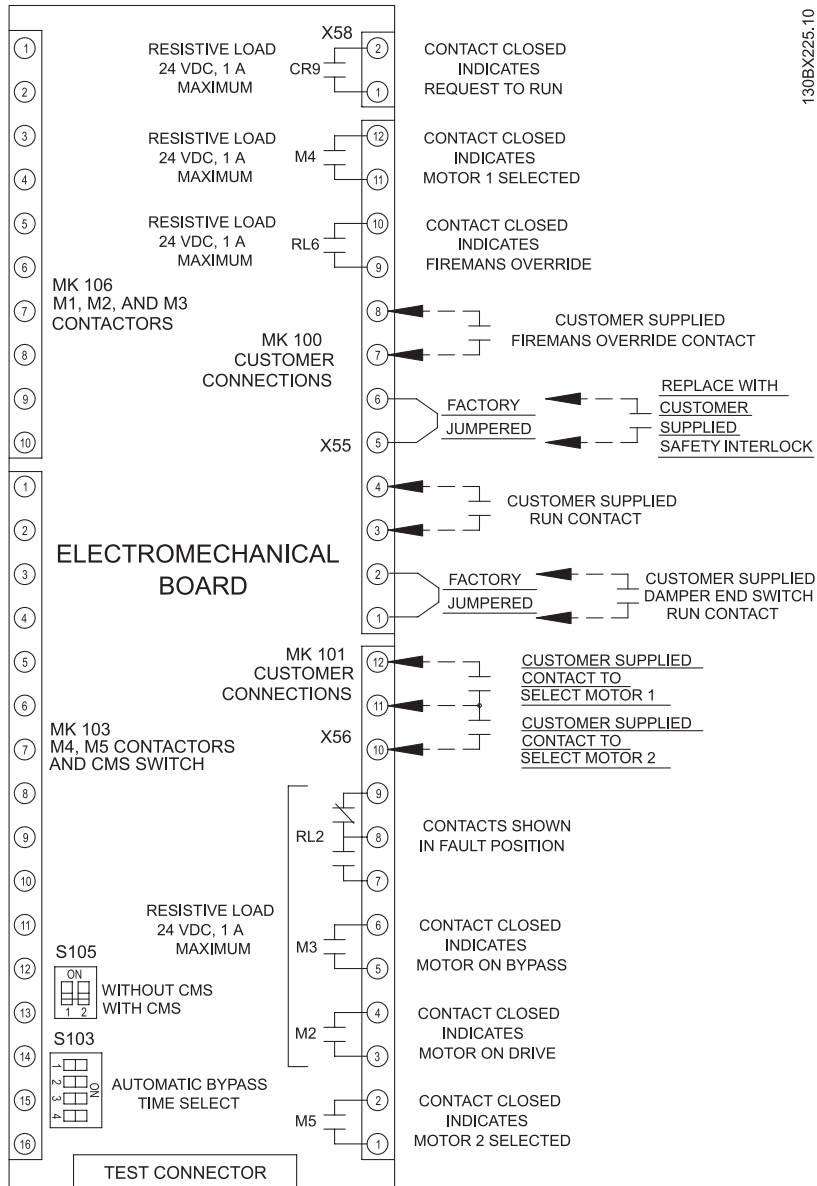 130BX225.10
1
2
3
4
5
6
7
8
9
10
MK 106
M1, M2, AND M3
CONTACTORS
1
2
3
4
5
6
7
8
9
10
11
12
13
14
15
16
MK 103
M4, M5 CONTACTORS
AND CMS SWITCH
ELECTROMECHANICAL
BOARD
S105
ON
1 2
WITHOUT CMS
WITH CMS
S103
1
2
3
4
ON
AUTOMATIC BYPASS
TIME SELECT
TEST CONNECTOR
X58
RESISTIVE LOAD
24 VDC, 1 A
MAXIMUM
CR9
2
1
CONTACT CLOSED
INDICATES
REQUEST TO RUN
RESISTIVE LOAD
24 VDC, 1 A
MAXIMUM
M4
12
11
CONTACT CLOSED
INDICATES
MOTOR 1 SELECTED
RESISTIVE LOAD
24 VDC, 1 A
MAXIMUM
RL6
10
9
CONTACT CLOSED
INDICATES
FIREMANS OVERRIDE
MK 100
CUSTOMER
CONNECTIONS
8
7
CUSTOMER SUPPLIED
FIREMANS OVERRIDE CONTACT
X55
6
5
FACTORY
JUMPERED
REPLACE WITH
CUSTOMER
SUPPLIED
SAFETY INTERLOCK
4
3
CUSTOMER SUPPLIED
RUN CONTACT
2
1
FACTORY
JUMPERED
CUSTOMER SUPPLIED
DAMPER END SWITCH
RUN CONTACT
MK 101
CUSTOMER
CONNECTIONS
X56
12
11
10
CUSTOMER SUPPLIED
CONTACT TO
SELECT MOTOR 1
CUSTOMER SUPPLIED
CONTACT TO
SELECT MOTOR 2
RL2
9
8
7
CONTACTS SHOWN
IN FAULT POSITION
RESISTIVE LOAD
24 VDC, 1 A
MAXIMUM
M3
6
5
CONTACT CLOSED
INDICATES
MOTOR ON BYPASS
M2
4
3
CONTACT CLOSED
INDICATES
MOTOR ON DRIVE
M5
2
1
CONTACT CLOSED
INDICATES
MOTOR 2 SELECTED